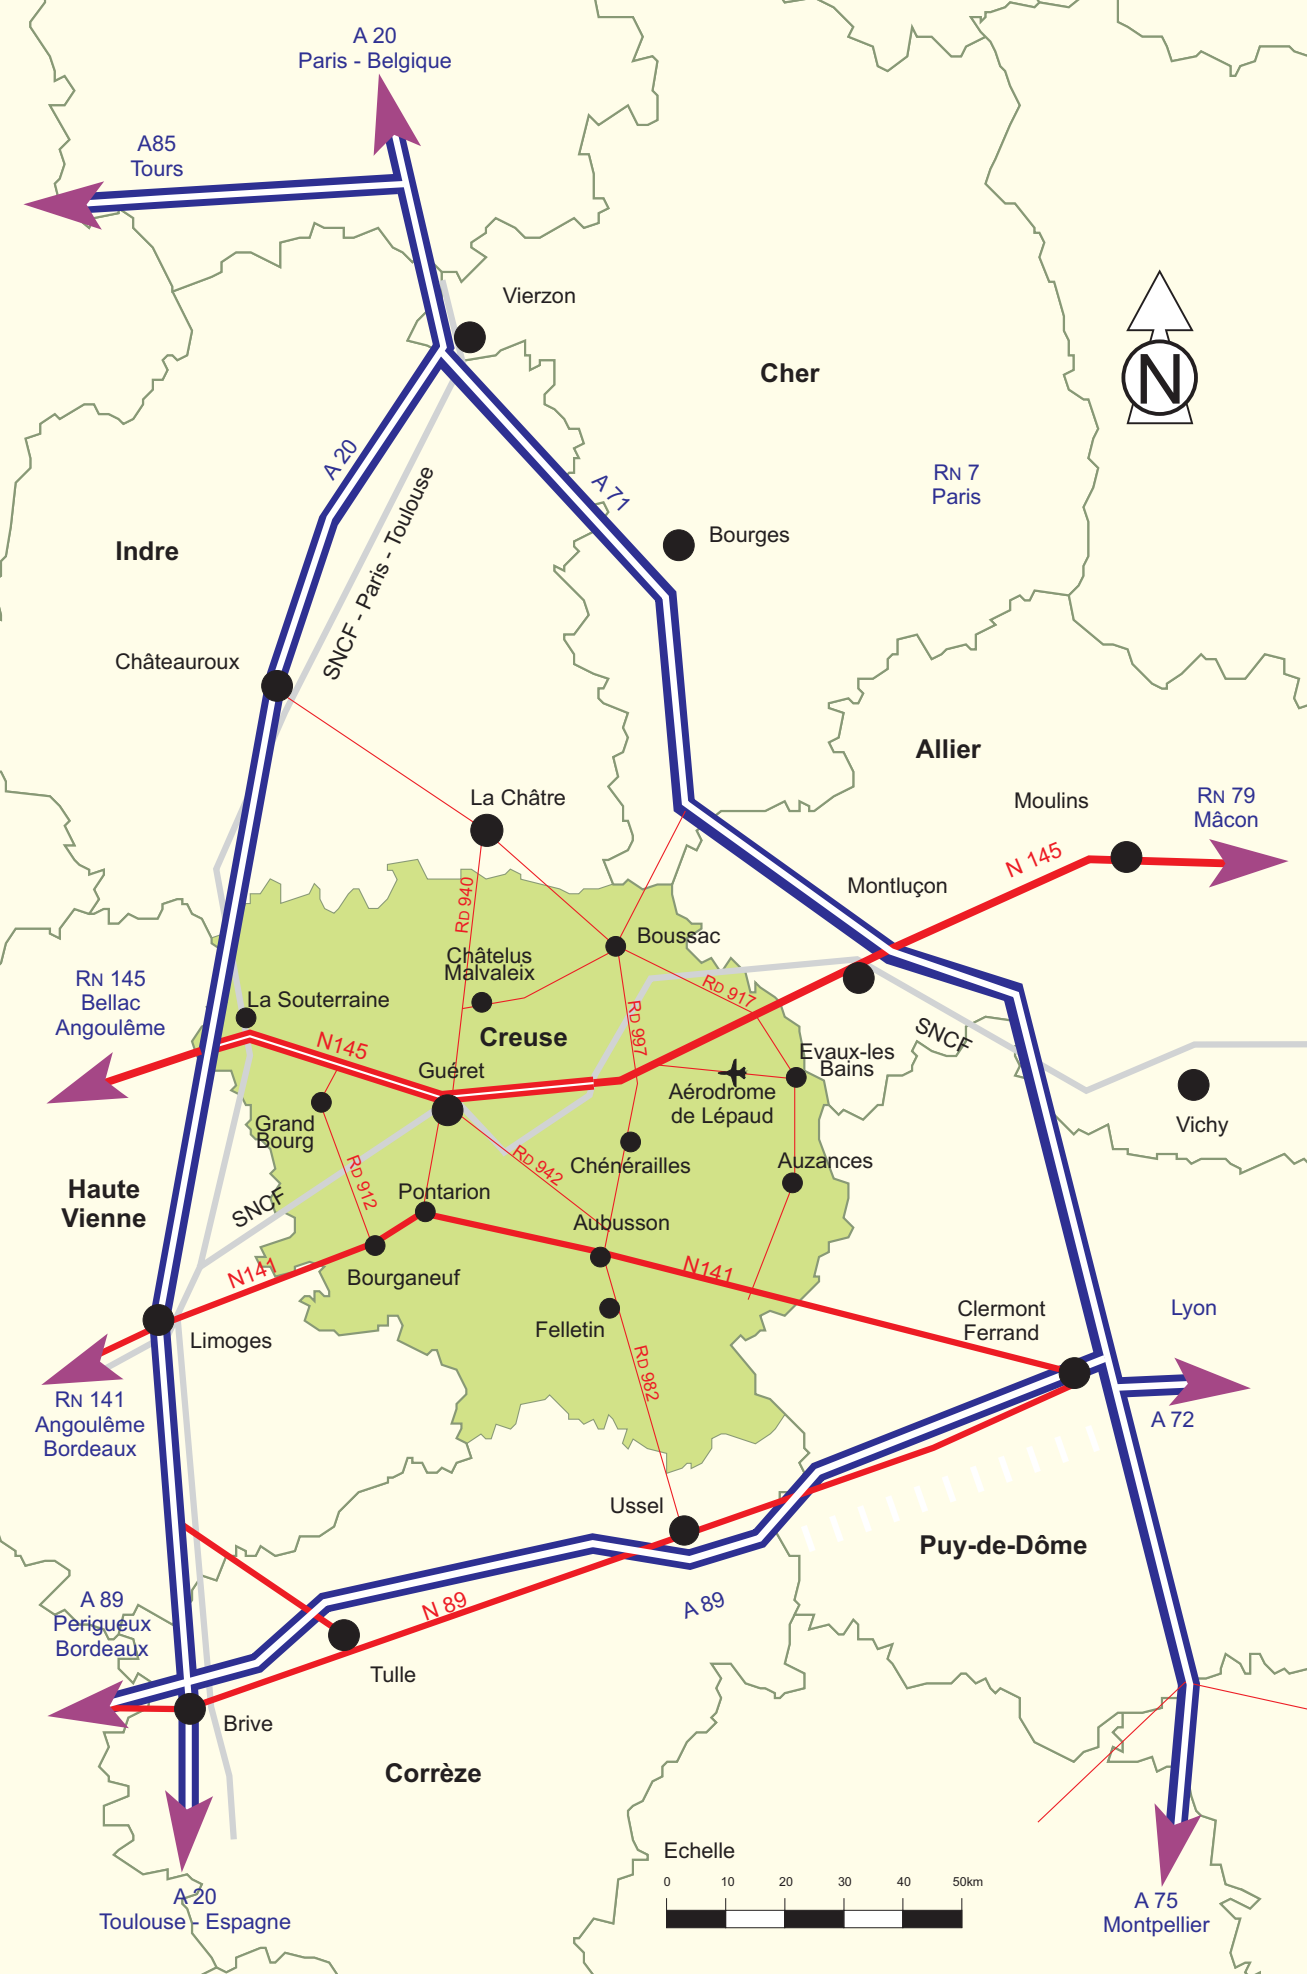 A 20
Paris - Belgique
A85
Tours
Vierzon
Cher
N
A 20
A 71
RN 7
Paris
SNCF - Paris - Toulouse
Bourges
Indre
Châteauroux
Allier
La Châtre
Moulins
RN 79
Mâcon
N 145
Montluçon
RD 940
Boussac
Châtelus
Malvaleix
RN 145
Bellac
Angoulême
La Souterraine
RD 917
RD 997
Creuse
SNCF
N145
Evaux-les
Bains
Guéret
Aérodrome
de Lépaud
Grand
Bourg
Vichy
Chénérailles
RD 942
Auzances
RD 912
Haute
Vienne
Pontarion
SNCF
Aubusson
N141
N141
Bourganeuf
Clermont
Ferrand
Lyon
Felletin
Limoges
RD 982
RN 141
Angoulême
Bordeaux
A 72
Ussel
Puy-de-Dôme
A 89
Perigueux
Bordeaux
N 89
A 89
Tulle
Brive
Corrèze
Echelle
0 10 20 30 40 50km
A 20
Toulouse - Espagne
A 75
Montpellier